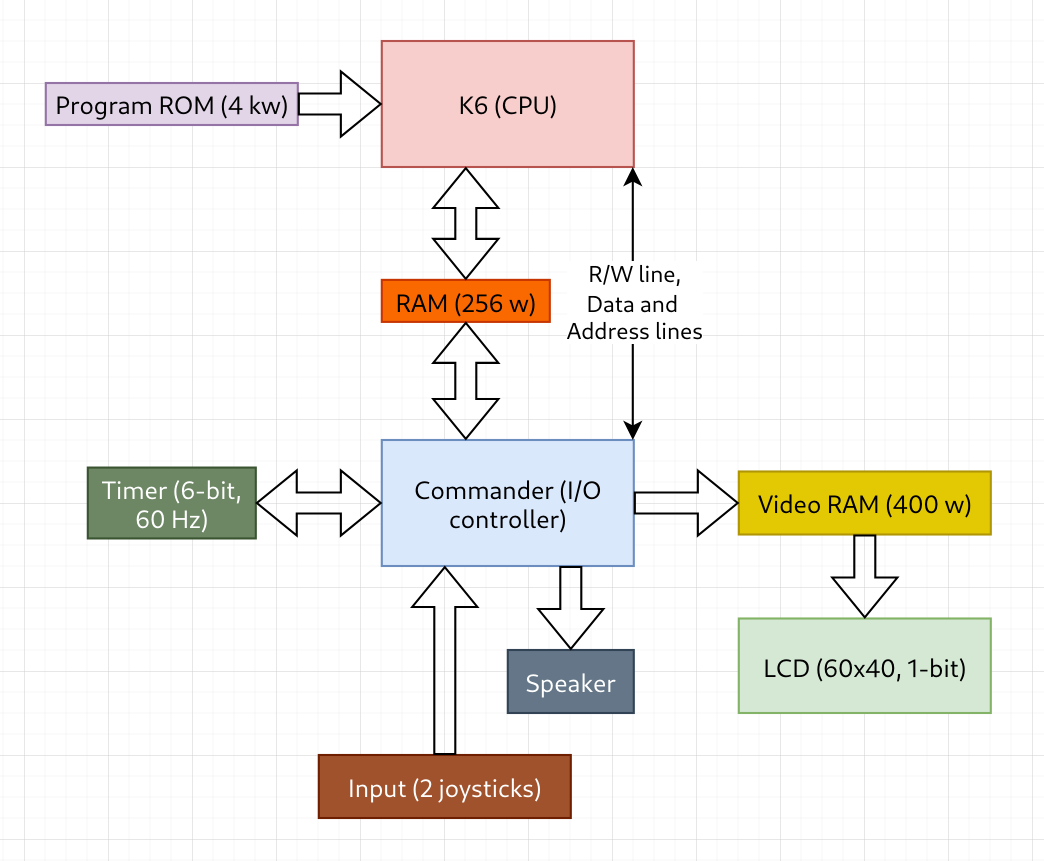 K6 (CPU)
Program ROM (4 kw)
R/W line,
Data and
Address lines
RAM (256 w)
Timer (6-bit,
60 Hz)
Commander (I/O
controller)
Video RAM (400 w)
LCD (60x40, 1-bit)
Speaker
Input (2 joysticks)